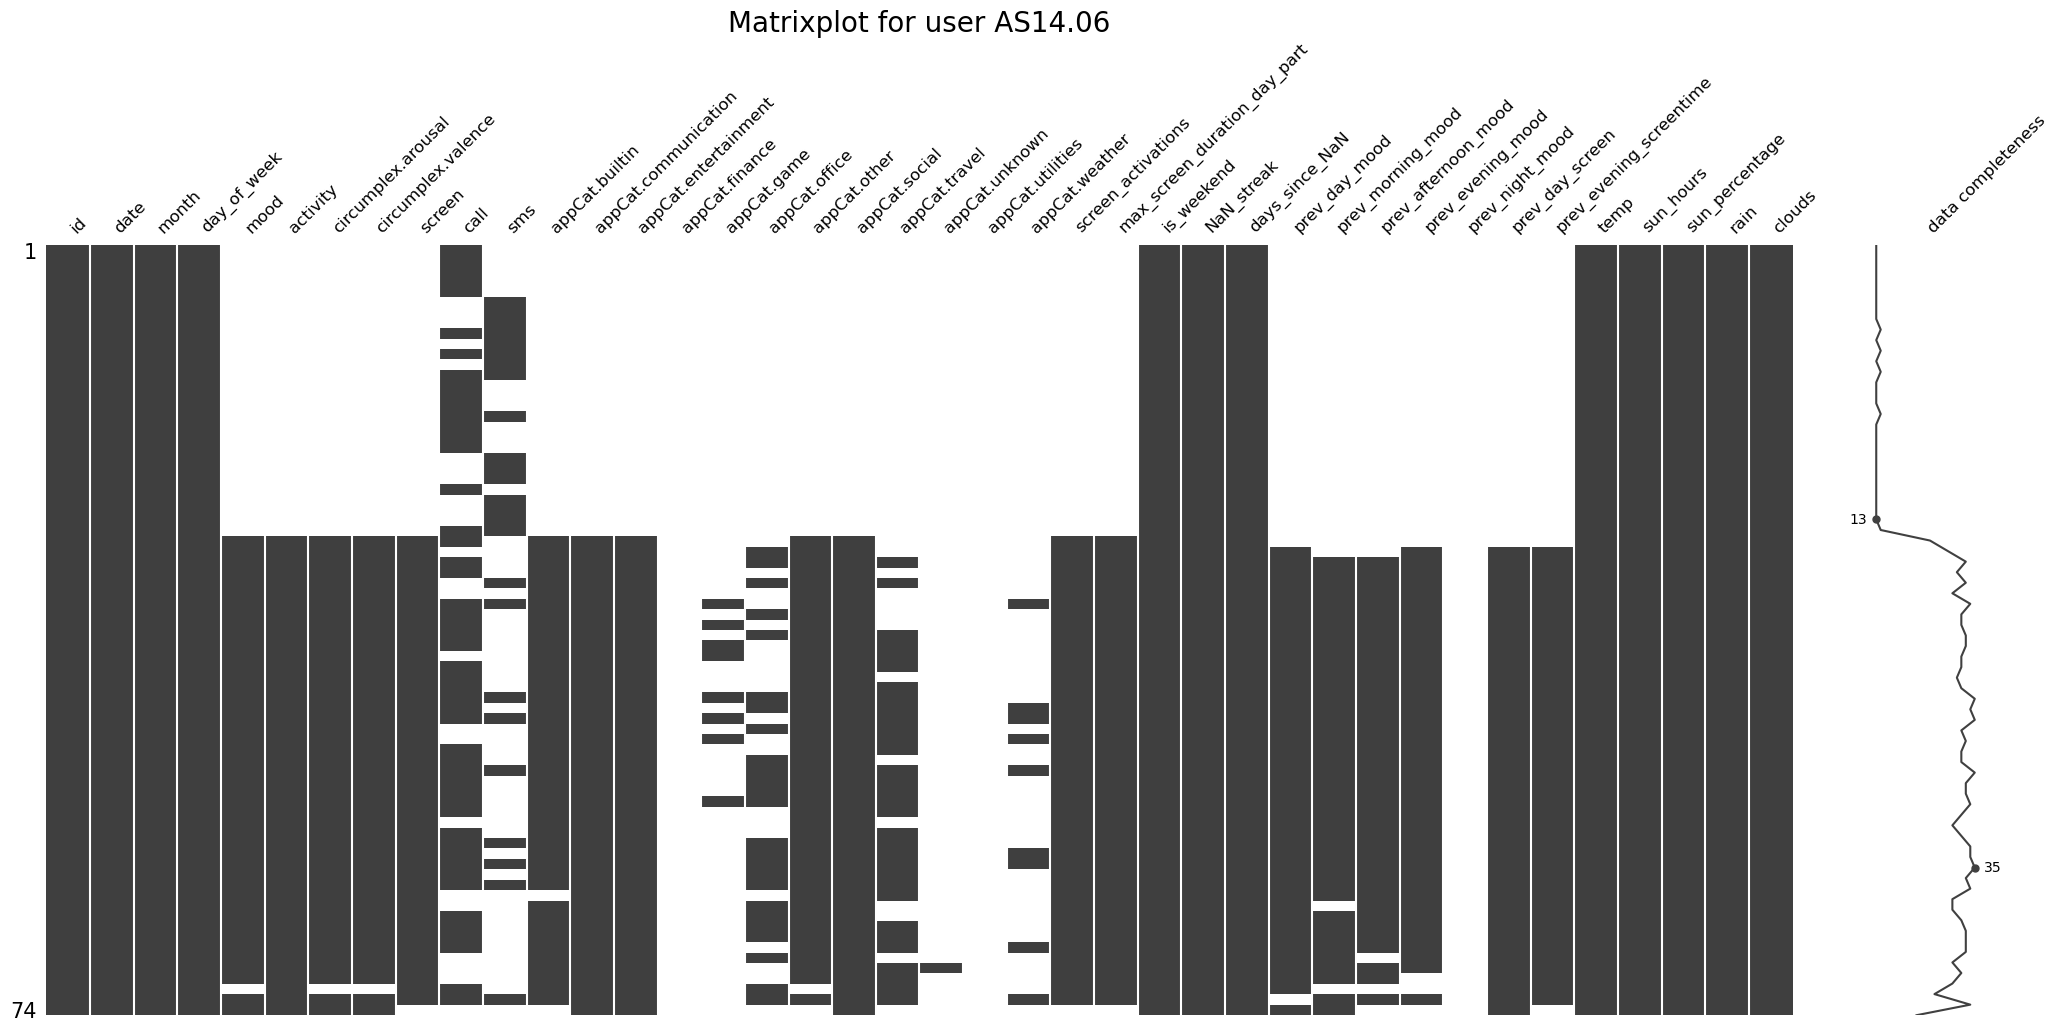 Matrixplot for user AS14.06
id
date
month
day_of_week
mood
activity
circumplex.arousal
circumplex.valence
screen
call
sms
appCat.builtin
appCat.communication
appCat.entertainment
appCat.finance
appCat.game
appCat.office
appCat.other
appCat.social
appCat.travel
appCat.unknown
appCat.utilities
appCat.weather
screen_activations
max_screen_duration_day_part
is_weekend
NaN_streak
days_since_NaN
prev_day_mood
prev_morning_mood
prev_afternoon_mood
prev_evening_mood
prev_night_mood
prev_day_screen
prev_evening_screentime
temp
sun_hours
sun_percentage
rain
clouds
data completeness
1
13
35
74